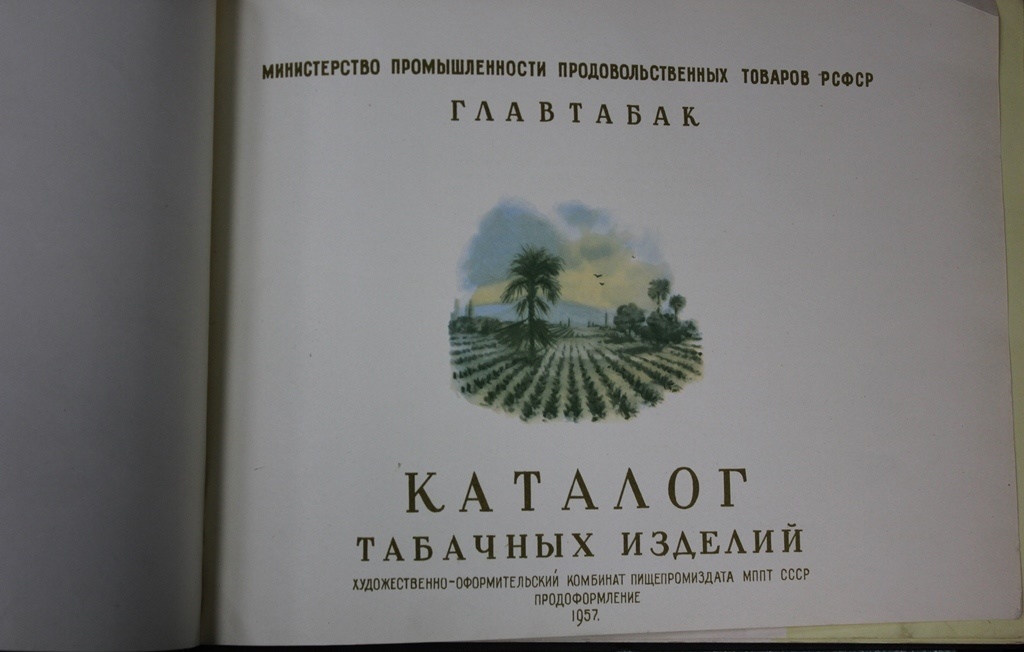 МИНИСТЕРСТВО ПРОМЫШЛЕННОСТИ ПРОДОВОЛЬСТВЕННЫХ ТОВАРОВ РСФСР
ГЛАВТАБАК
КАТАЛОГ
ТАБАЧНЫХ ИЗДЕЛИЙ
ХУДОЖЕСТВЕННО-ОФОРМИТЕЛЬСКИЙ КОМБИНАТ ПИЩЕПРОМИЗДАТА МППТ СССР
ПРОДОФОРМЛЕНИЕ
1957.